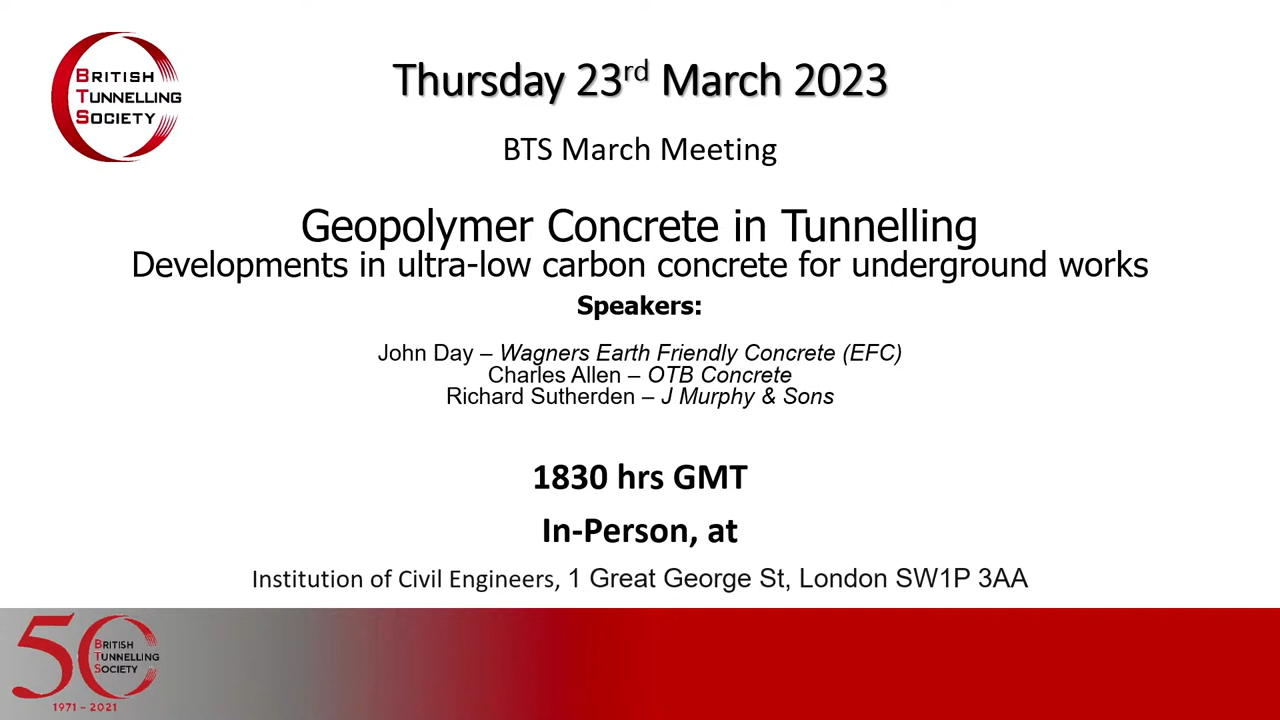 BRITISH
TUNNELLING
SOCIETY
Thursday 23rd March 2023
BTS March Meeting
Geopolymer Concrete in Tunnelling
Developments in ultra-low carbon concrete for underground works
Speakers:
John Day – Wagners Earth Friendly Concrete (EFC)
Charles Allen – OTB Concrete
Richard Sutherden – J Murphy & Sons
1830 hrs GMT
In-Person, at
Institution of Civil Engineers, 1 Great George St, London SW1P 3AA
50
BRITISH
TUNNELLING
SOCIETY
1971 – 2021